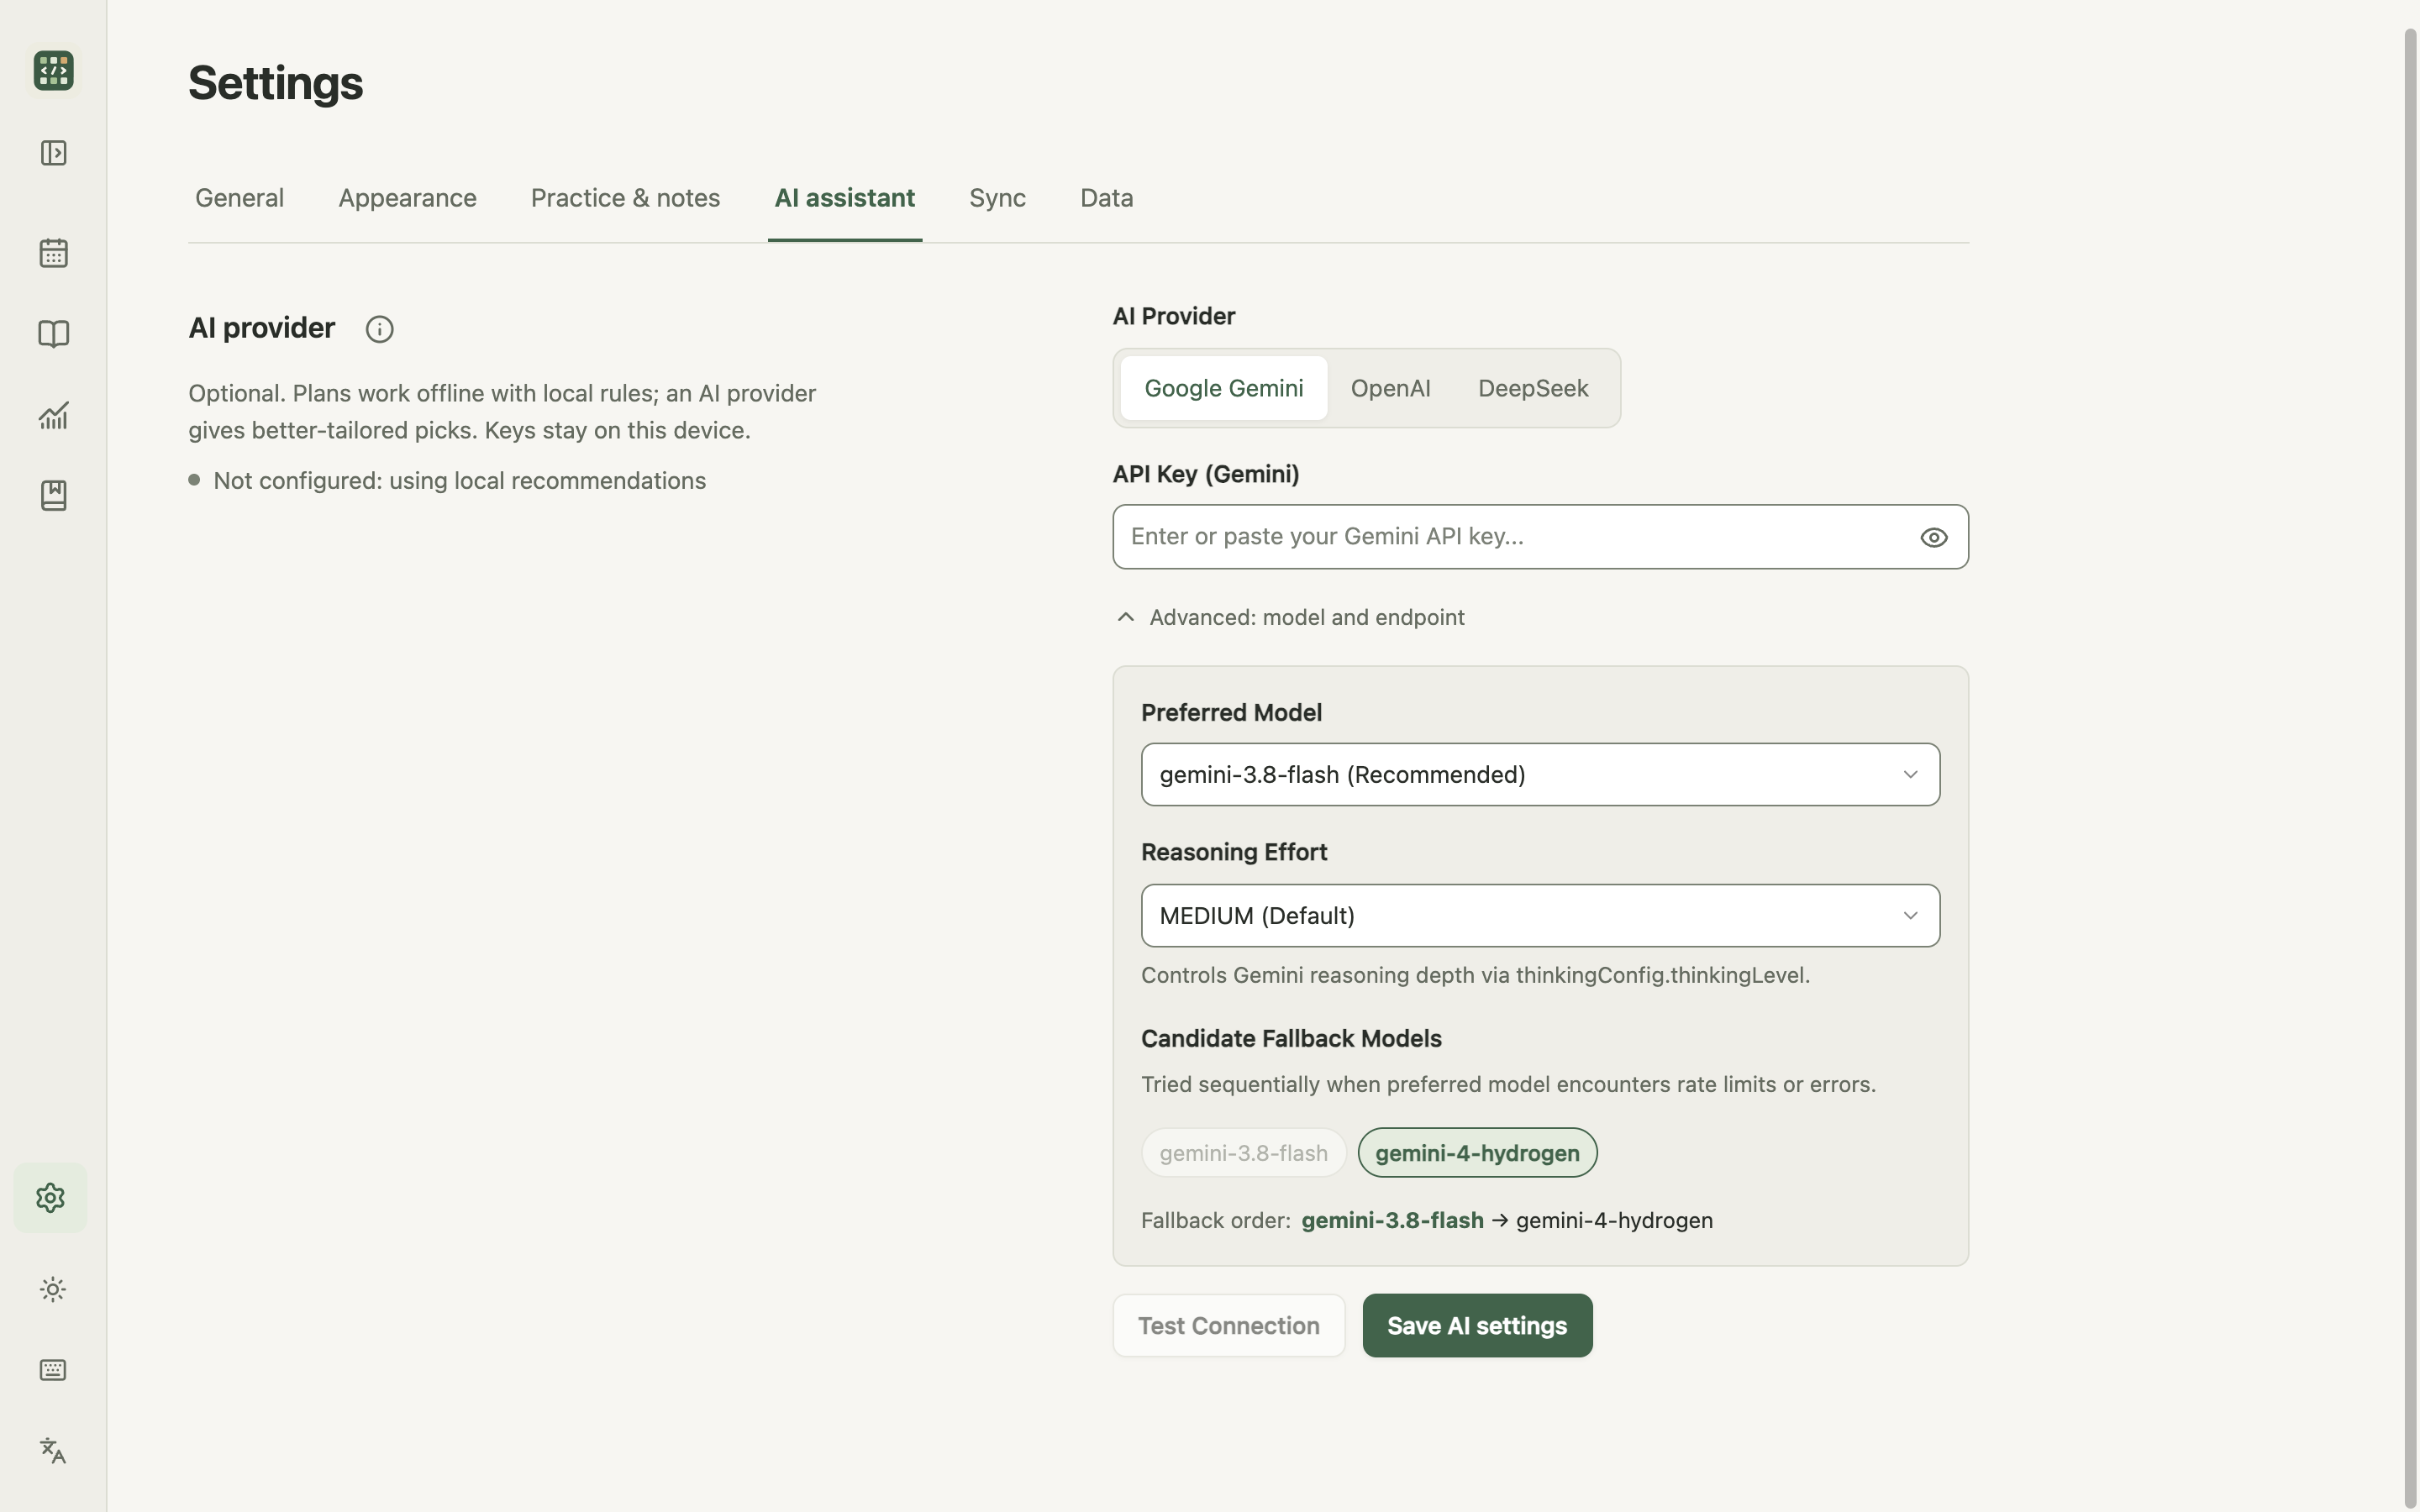 Settings
General
Appearance
Practice & notes
AI assistant
Sync
Data
AI provider
Optional. Plans work offline with local rules; an AI provider
gives better-tailored picks. Keys stay on this device.
Not configured: using local recommendations
AI Provider
Google Gemini
OpenAI
DeepSeek
API Key (Gemini)
Enter or paste your Gemini API key...
Advanced: model and endpoint
Preferred Model
gemini-3.8-flash (Recommended)
Reasoning Effort
MEDIUM (Default)
Controls Gemini reasoning depth via thinkingConfig.thinkingLevel.
Candidate Fallback Models
Tried sequentially when preferred model encounters rate limits or errors.
gemini-3.8-flash
gemini-4-hydrogen
Fallback order: gemini-3.8-flash → gemini-4-hydrogen
Test Connection
Save AI settings